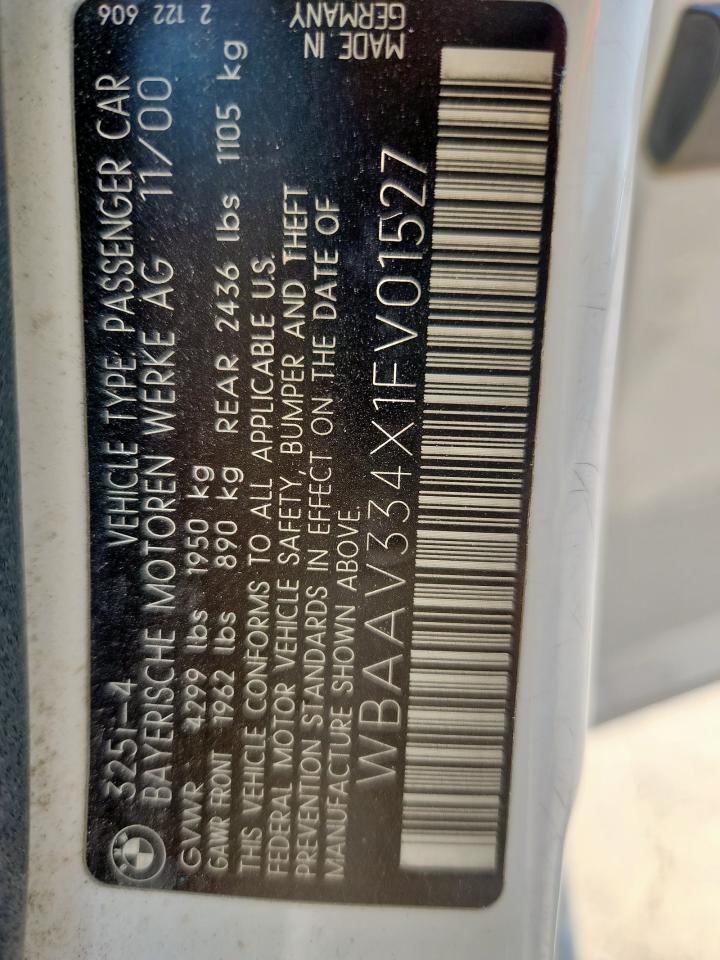 325i-4 VEHICLE TYPE: PASSENGER CAR 2 122 606
BAYERISCHE MOTOREN WERKE AG 11/00
GVWR 4299 lbs 1950 kg
GAWR FRONT 1962 lbs 890 kg REAR 2436 lbs 1105 kg
THIS VEHICLE CONFORMS TO ALL APPLICABLE U.S.
FEDERAL MOTOR VEHICLE SAFETY, BUMPER AND THEFT
PREVENTION STANDARDS IN EFFECT ON THE DATE OF
MANUFACTURE SHOWN ABOVE.
MADE IN
GERMANY
WBAAV334X1FV01527